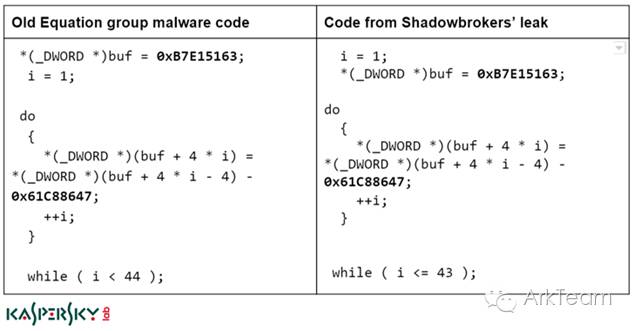 Old Equation group malware code
*(_DWORD *)buf = 0xB7E15163;
i = 1;
do
{
*(_DWORD *)(buf + 4 * i) =
*(_DWORD *)(buf + 4 * i - 4) -
0x61C88647;
++i;
}
while ( i < 44 );
Code from Shadowbrokers’ leak
i = 1;
*(_DWORD *)buf = 0xB7E15163;
do
{
*(_DWORD *)(buf + 4 * i) =
*(_DWORD *)(buf + 4 * i - 4) -
0x61C88647;
++i;
}
while ( i <= 43 );
KASPERSKY lab
ArkTeam